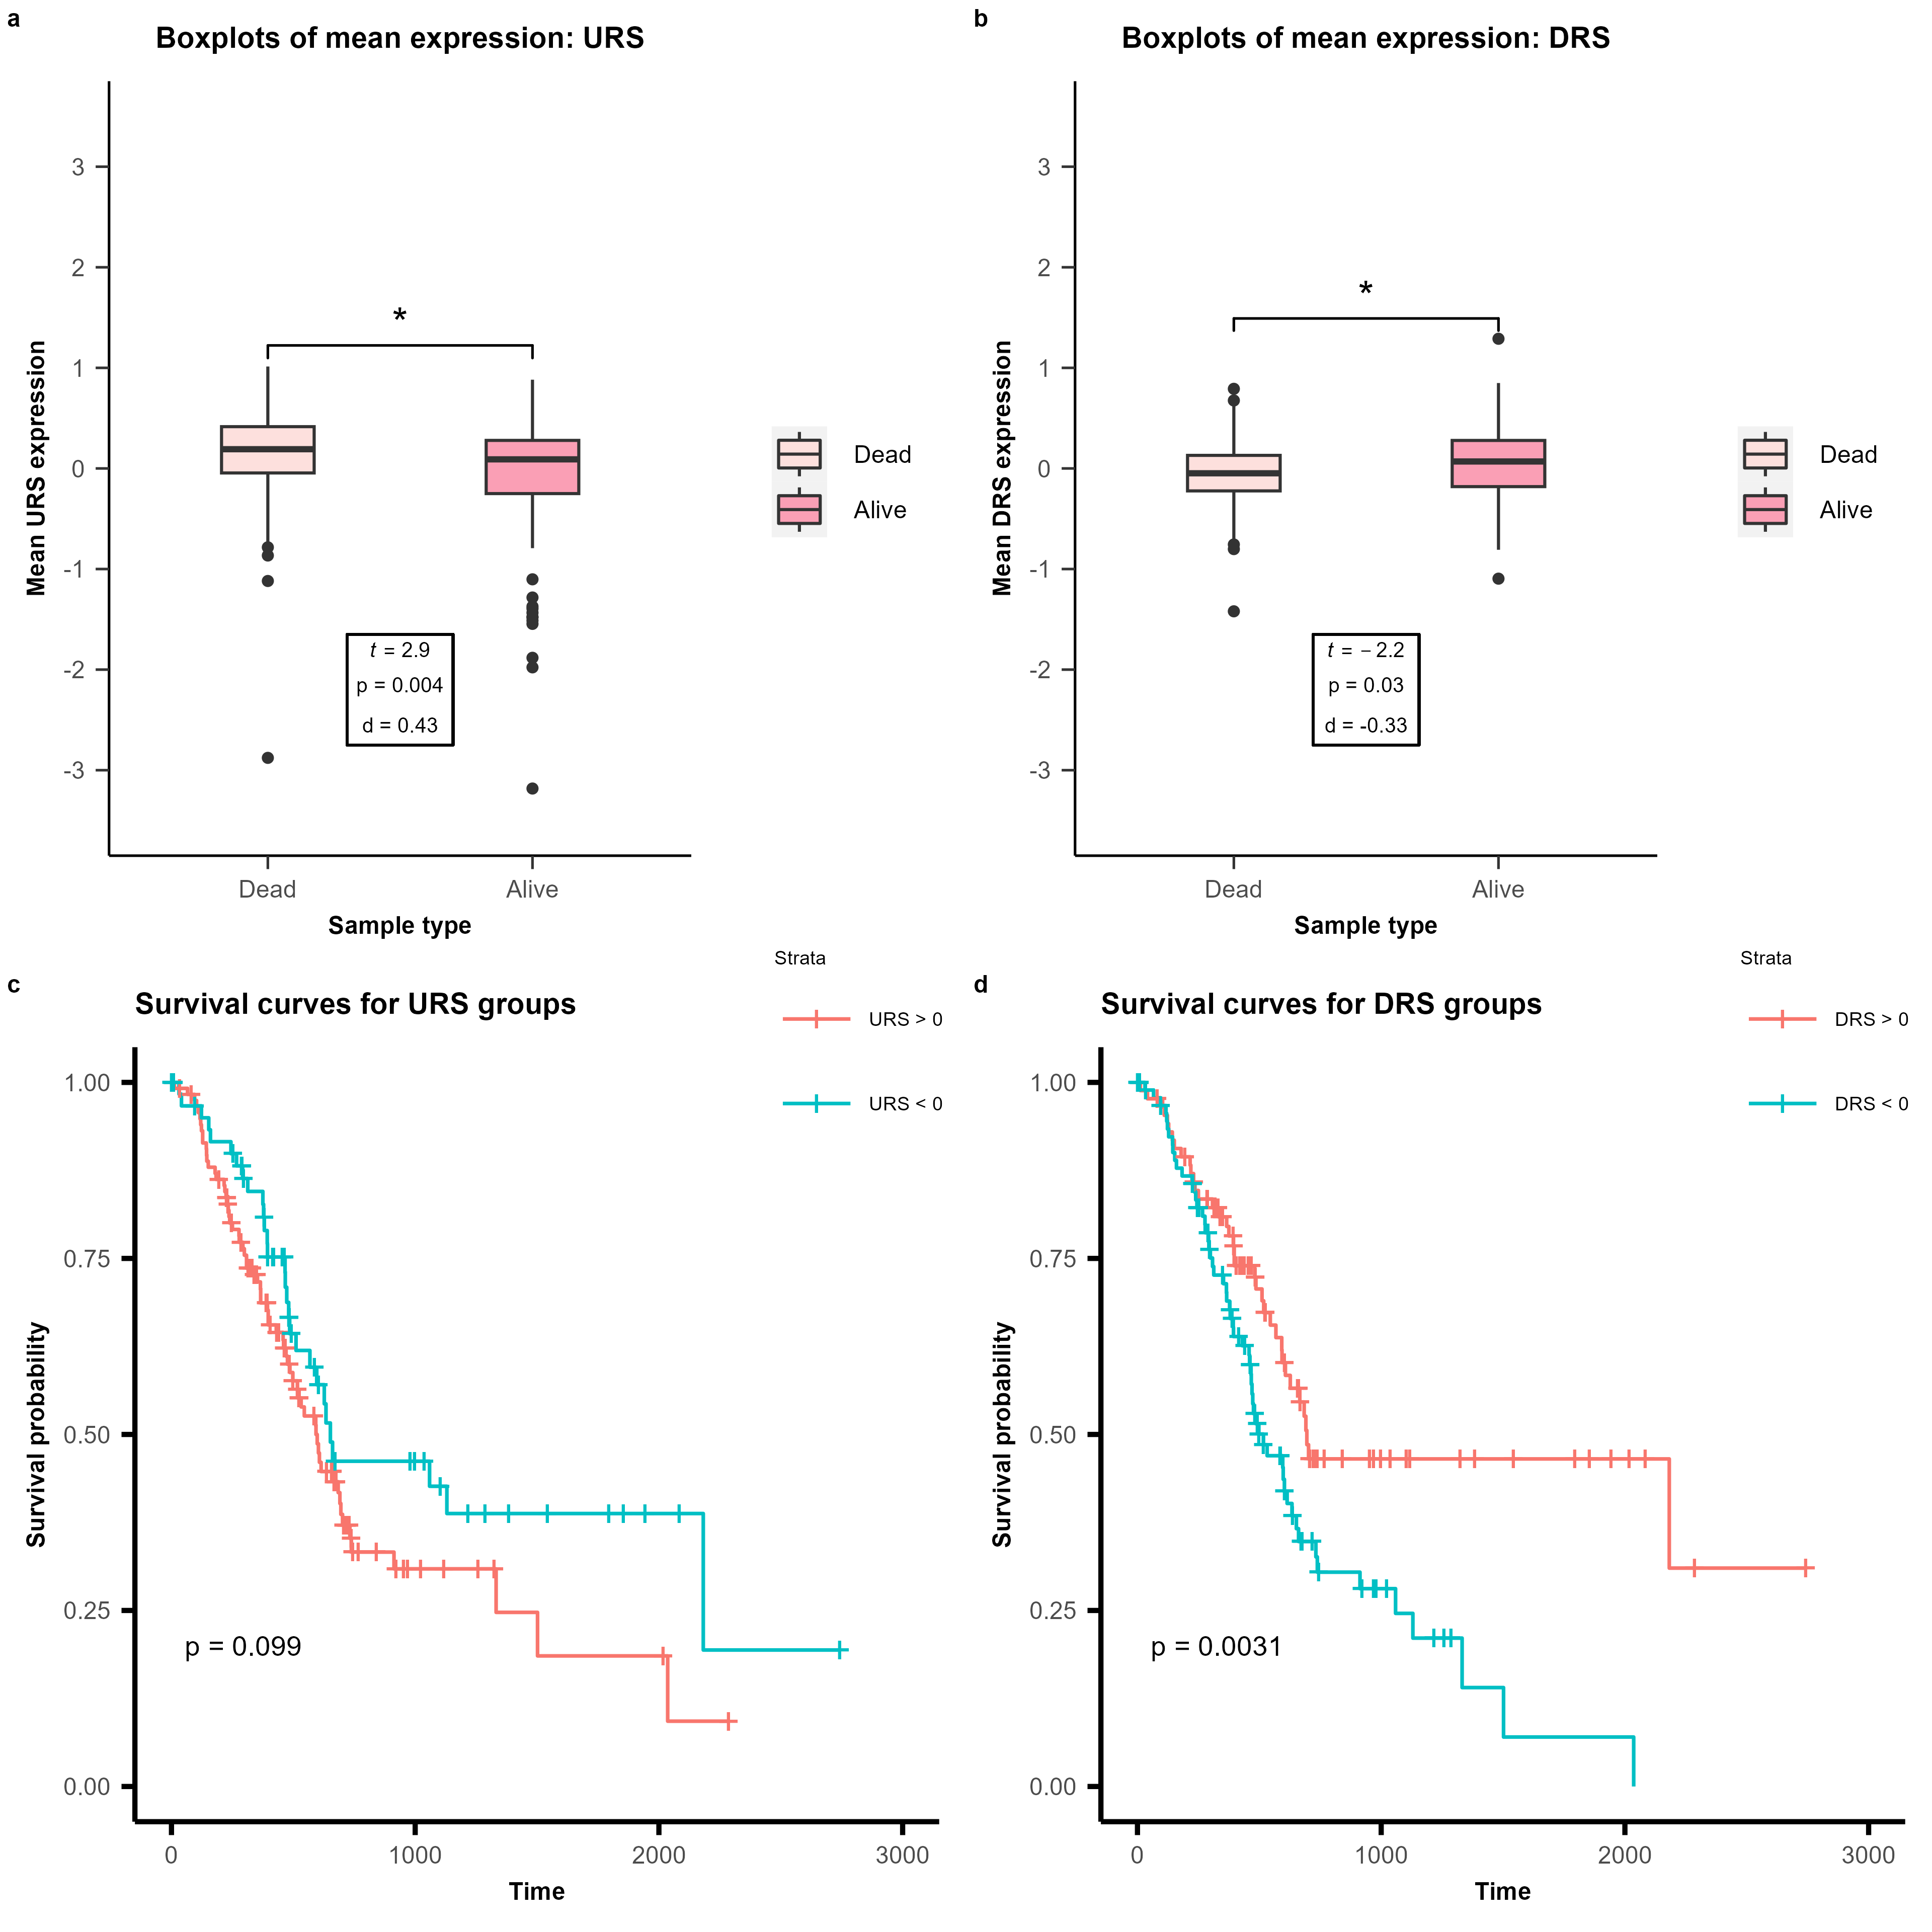 a
Boxplots of mean expression: URS
3
2
1
0
-1
-2
-3
Mean URS expression
*
t = 2.9
p = 0.004
d = 0.43
Dead
Alive
Sample type
Dead
Alive
b
Boxplots of mean expression: DRS
3
2
1
0
-1
-2
-3
Mean DRS expression
*
t = − 2.2
p = 0.03
d = -0.33
Dead
Alive
Sample type
Dead
Alive
c
Survival curves for URS groups
Strata
URS > 0
URS < 0
1.00
0.75
0.50
0.25
0.00
Survival probability
p = 0.099
0
1000
2000
3000
Time
d
Survival curves for DRS groups
Strata
DRS > 0
DRS < 0
1.00
0.75
0.50
0.25
0.00
Survival probability
p = 0.0031
0
1000
2000
3000
Time